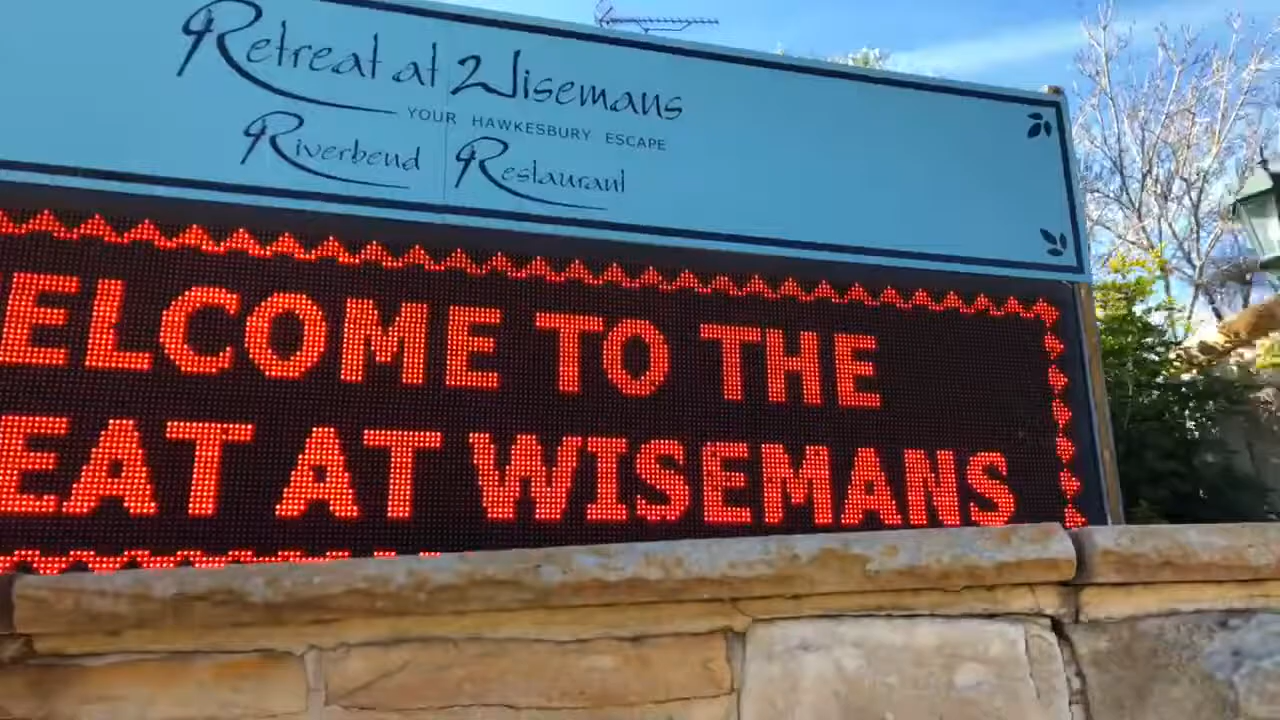 Retreat at Wisemans
YOUR HAWKESBURY ESCAPE
Riverbend Restaurant
ELCOME TO THE
EAT AT WISEMANS